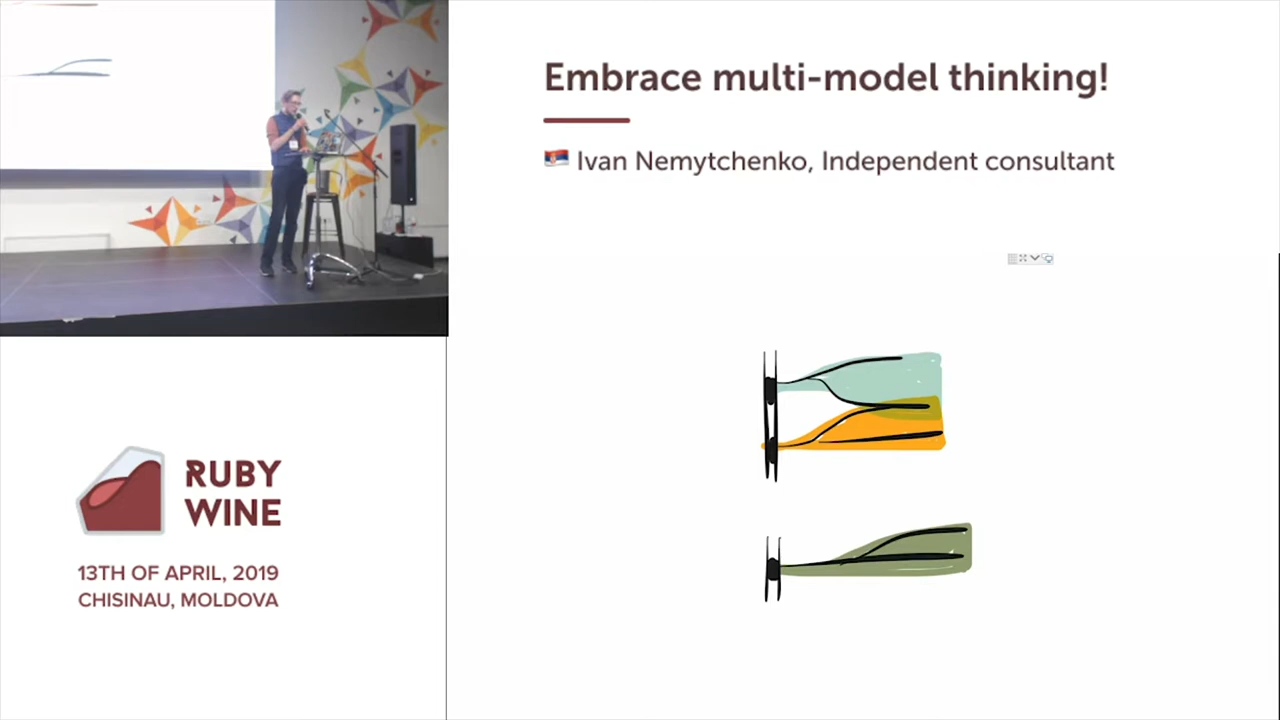 Embrace multi-model thinking!
Ivan Nemytchenko, Independent consultant
RUBY
WINE
13TH OF APRIL, 2019
CHISINAU, MOLDOVA